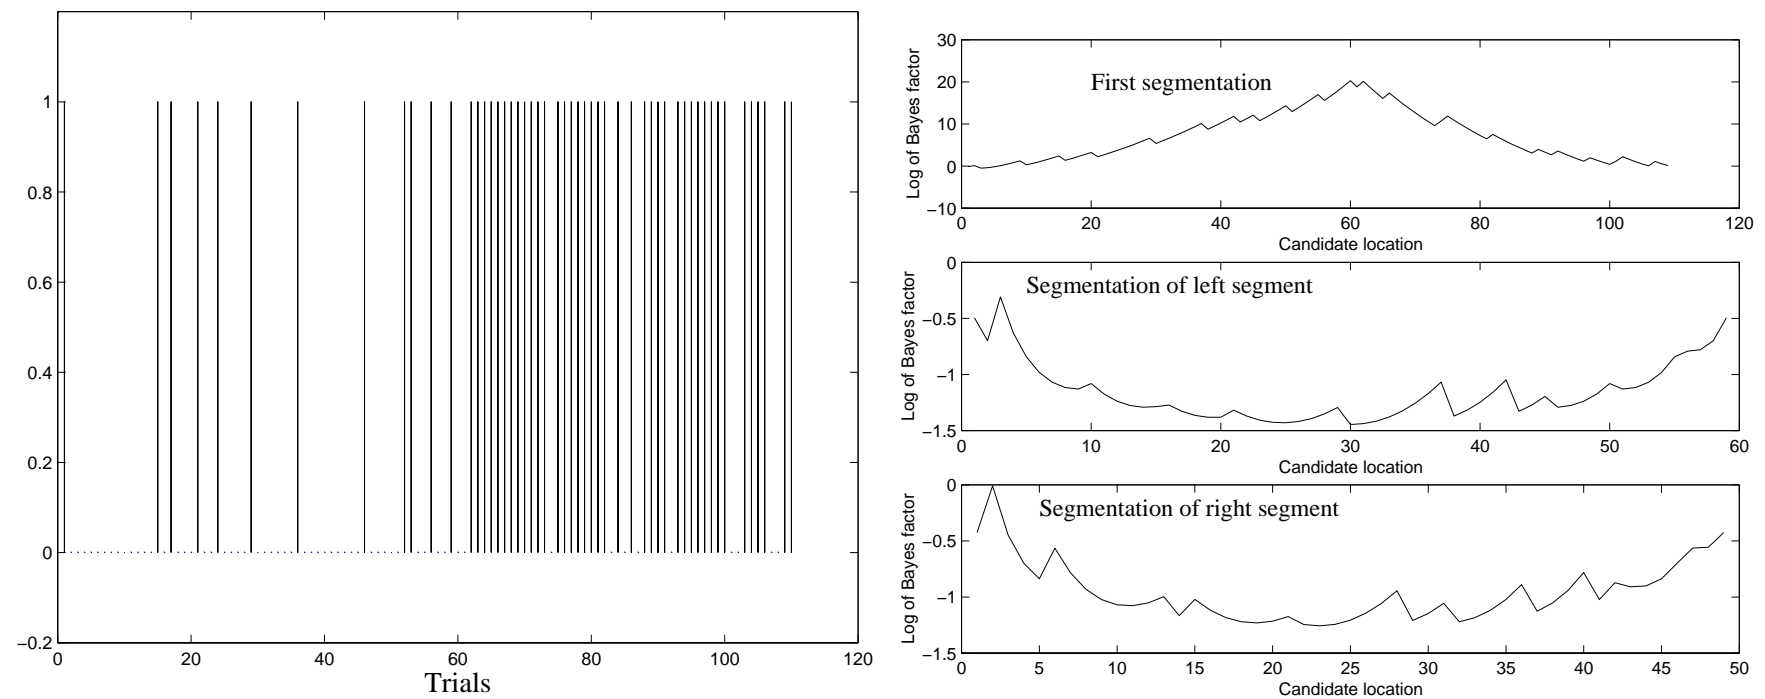 1
0.8
0.6
0.4
0.2
0
−0.2
0 20 40 60 80 100 120
Trials
30
20
10
0
−10
Log of Bayes factor
First segmentation
0 20 40 60 80 100 120
Candidate location
0
−0.5
−1
−1.5
Log of Bayes factor
Segmentation of left segment
0 10 20 30 40 50 60
Candidate location
0
−0.5
−1
−1.5
Log of Bayes factor
Segmentation of right segment
0 5 10 15 20 25 30 35 40 45 50
Candidate location